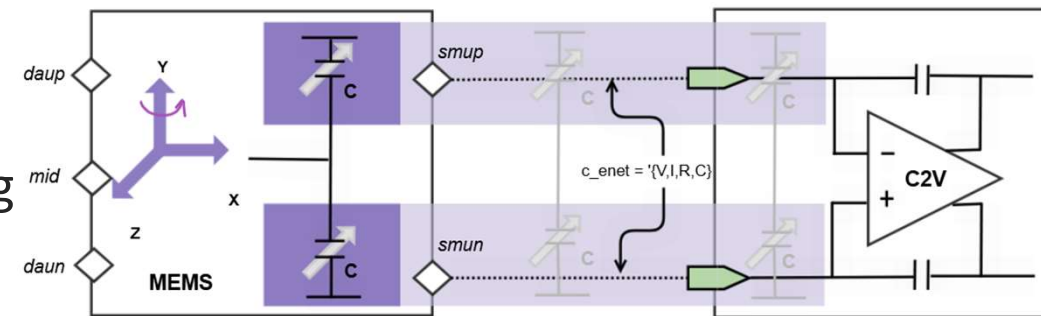 daup
mid
daun
g
Y
X
Z
MEMS
C
C
smup
smun
C
C
c_enet = '{V,I,R,C}
C
C
−
+
C2V